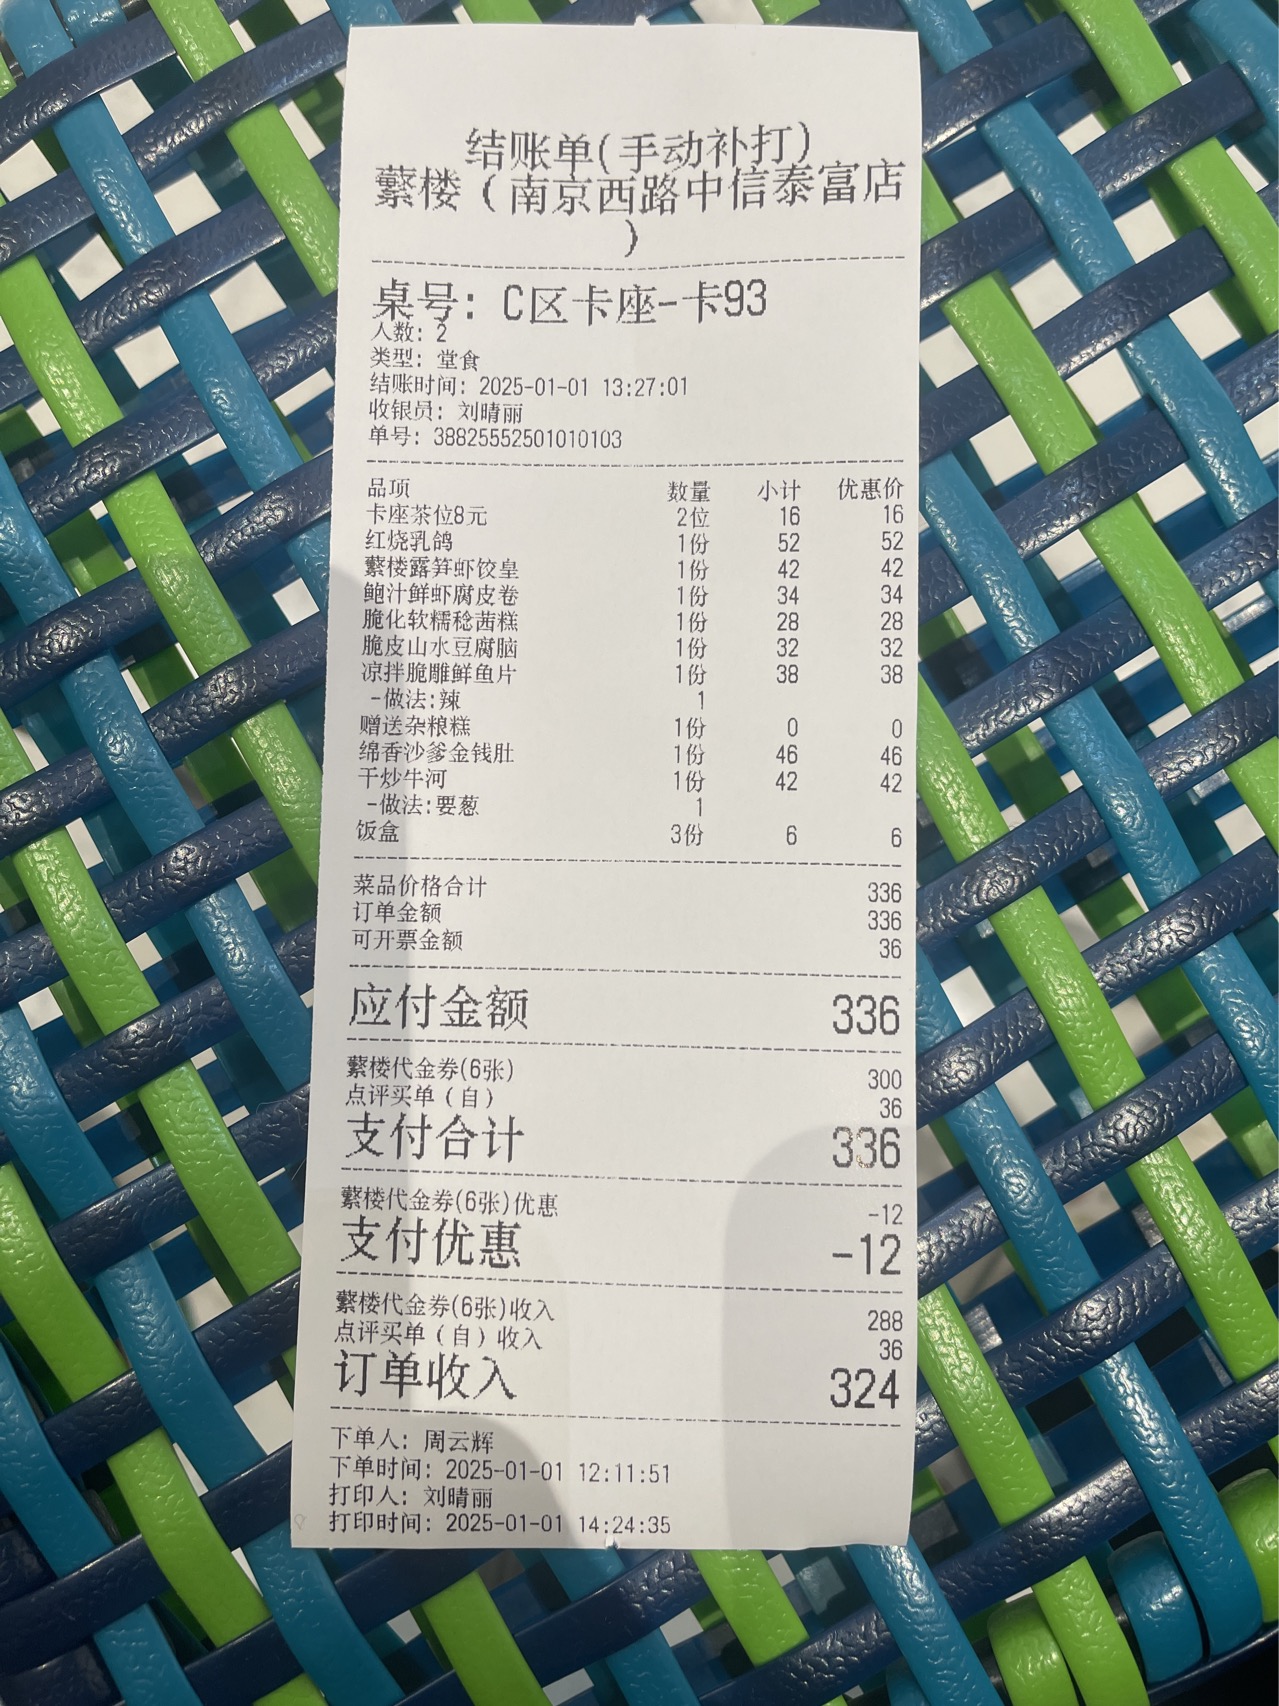 结账单(手动补打)
蘩楼（南京西路中信泰富店
）
桌号: C区卡座-卡93
人数: 2
类型: 堂食
结账时间: 2025-01-01 13:27:01
收银员: 刘晴丽
单号: 38825552501010103
品项 数量 小计 优惠价
卡座茶位8元 2位 16 16
红烧乳鸽 1份 52 52
蘩楼露笋虾饺皇 1份 42 42
鲍汁鲜虾腐皮卷 1份 34 34
脆化软糯稔茜糕 1份 28 28
脆皮山水豆腐脑 1份 32 32
凉拌脆雕鲜鱼片 1份 38 38
-做法:辣 1
赠送杂粮糕 1份 0 0
绵香沙爹金钱肚 1份 46 46
干炒牛河 1份 42 42
-做法:要葱 1
饭盒 3份 6 6
菜品价格合计 336
订单金额 336
可开票金额 36
应付金额 336
蘩楼代金券(6张) 300
点评买单（自） 36
支付合计 336
蘩楼代金券(6张)优惠 -12
支付优惠 -12
蘩楼代金券(6张)收入 288
点评买单（自）收入 36
订单收入 324
下单人: 周云辉
下单时间: 2025-01-01 12:11:51
打印人: 刘晴丽
打印时间: 2025-01-01 14:24:35